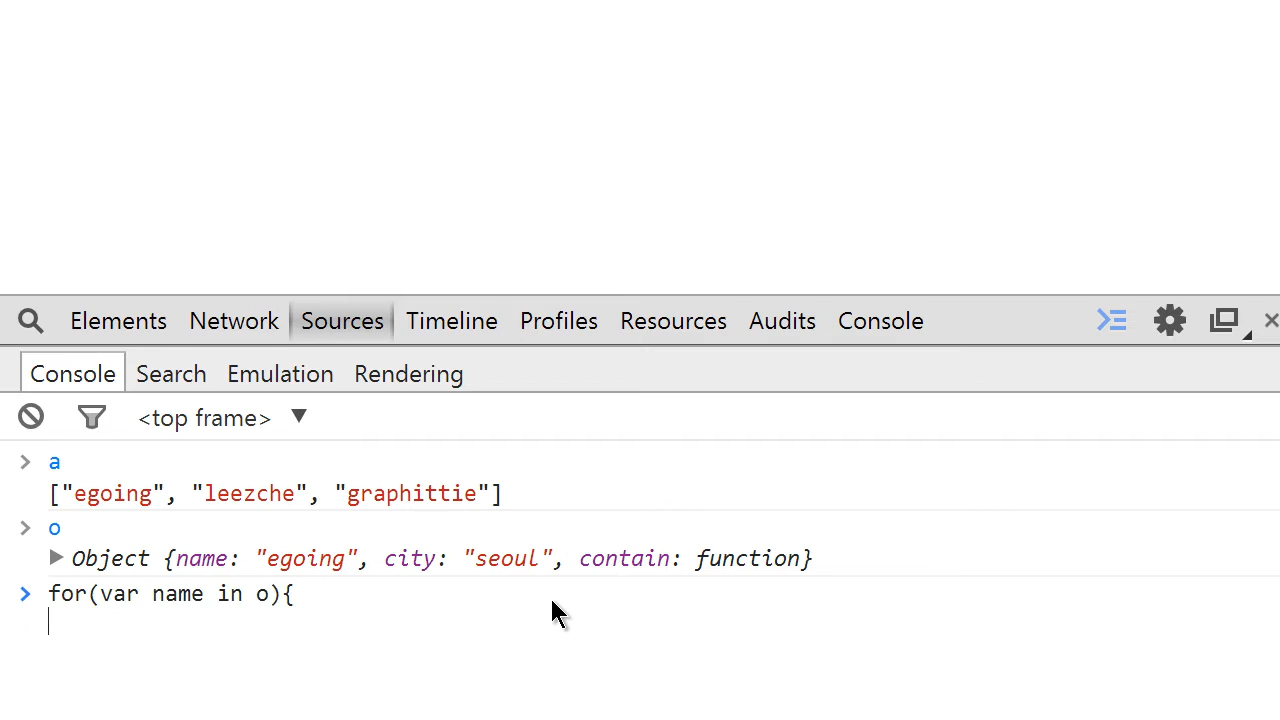 Elements Network Sources Timeline Profiles Resources Audits Console
Console Search Emulation Rendering
<top frame> ▼
> a
["egoing", "leezche", "graphittie"]
> o
▶ Object {name: "egoing", city: "seoul", contain: function}
> for(var name in o){